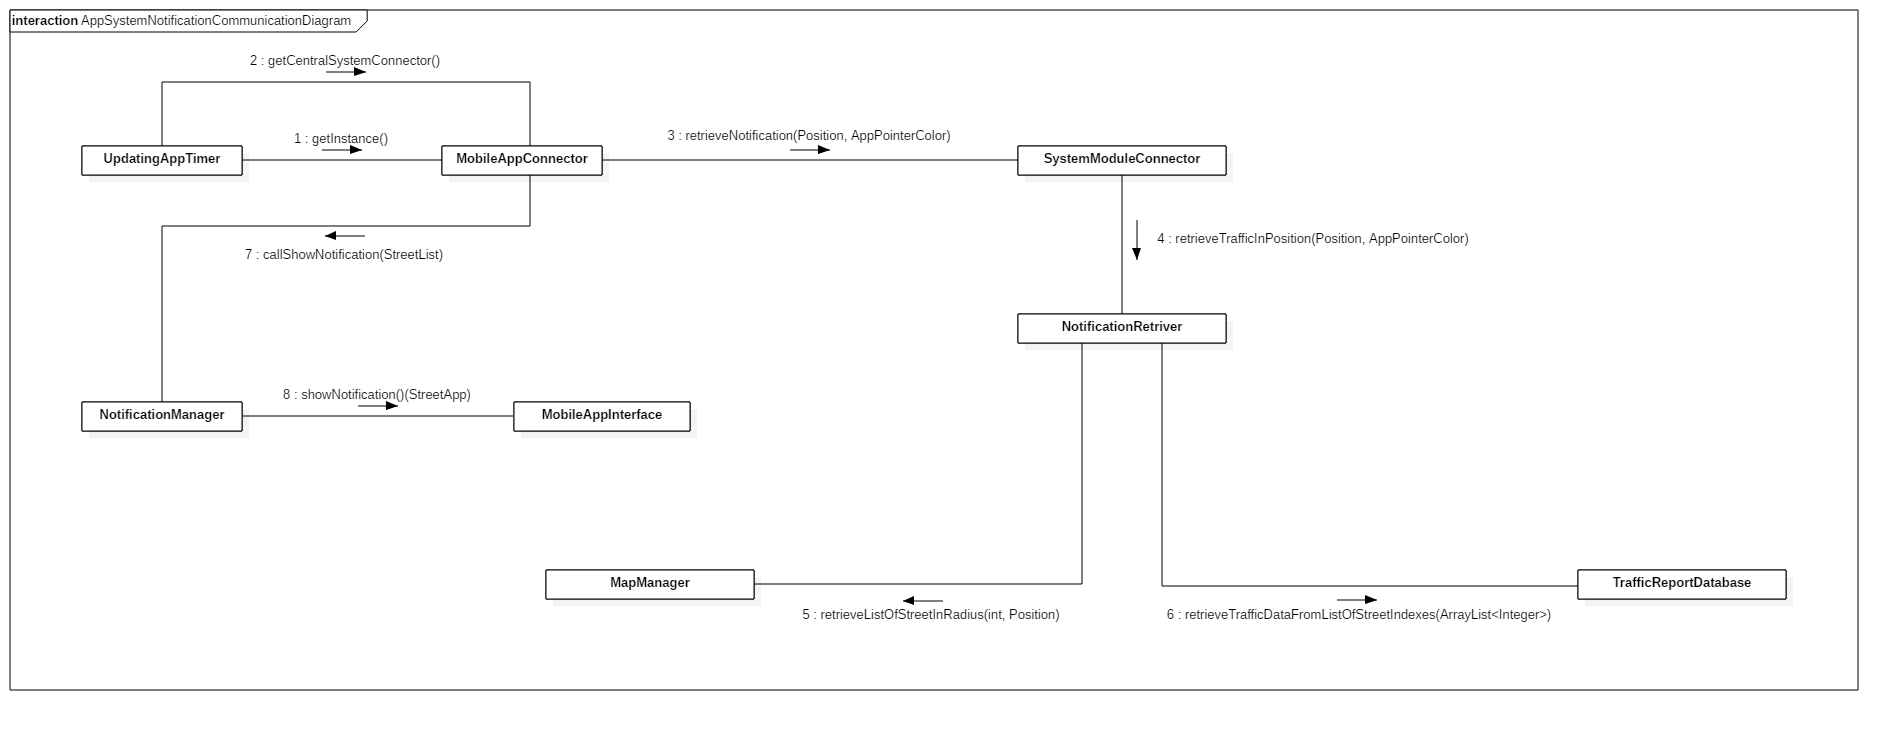 interaction AppSystemNotificationCommunicationDiagram
2 : getCentralSystemConnector()
1 : getInstance()
3 : retrieveNotification(Position, AppPointerColor)
UpdatingAppTimer
MobileAppConnector
SystemModuleConnector
4 : retrieveTrafficInPosition(Position, AppPointerColor)
7 : callShowNotification(StreetList)
NotificationRetriver
8 : showNotification()(StreetApp)
NotificationManager
MobileAppInterface
MapManager
TrafficReportDatabase
5 : retrieveListOfStreetInRadius(int, Position)
6 : retrieveTrafficDataFromListOfStreetIndexes(ArrayList<Integer>)